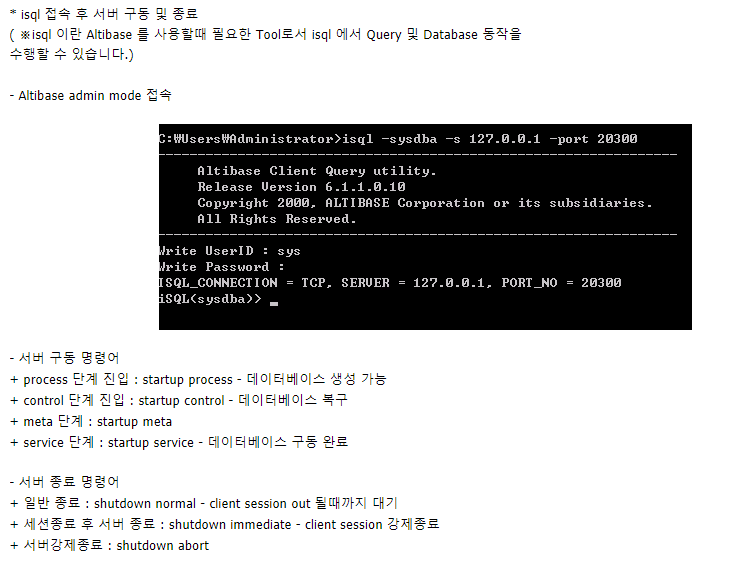 * isql 접속 후 서버 구동 및 종료
( ※isql 이란 Altibase 를 사용할때 필요한 Tool로서 isql 에서 Query 및 Database 동작을
수행할 수 있습니다.)
- Altibase admin mode 접속
C:₩Users₩Administrator>isql -sysdba -s 127.0.0.1 -port 20300
-----------------------------------------------------------------
Altibase Client Query utility.
Release Version 6.1.1.0.10
Copyright 2000, ALTIBASE Corporation or its subsidiaries.
All Rights Reserved.
-----------------------------------------------------------------
Write UserID : sys
Write Password :
ISQL_CONNECTION = TCP, SERVER = 127.0.0.1, PORT_NO = 20300
iSQL(sysdba)> _
- 서버 구동 명령어
+ process 단계 진입 : startup process - 데이터베이스 생성 가능
+ control 단계 진입 : startup control - 데이터베이스 복구
+ meta 단계 : startup meta
+ service 단계 : startup service - 데이터베이스 구동 완료
- 서버 종료 명령어
+ 일반 종료 : shutdown normal - client session out 될때까지 대기
+ 세션종료 후 서버 종료 : shutdown immediate - client session 강제종료
+ 서버강제종료 : shutdown abort